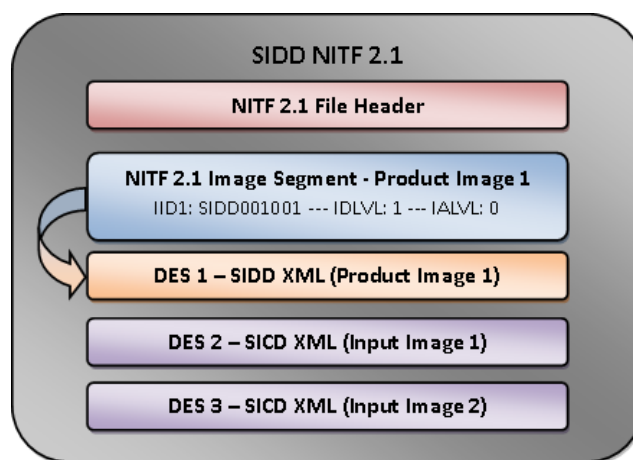 SIDD NITF 2.1
NITF 2.1 File Header
NITF 2.1 Image Segment - Product Image 1
IID1: SIDD001001 --- IDLVL: 1 --- IALVL: 0
DES 1 – SIDD XML (Product Image 1)
DES 2 – SICD XML (Input Image 1)
DES 3 – SICD XML (Input Image 2)